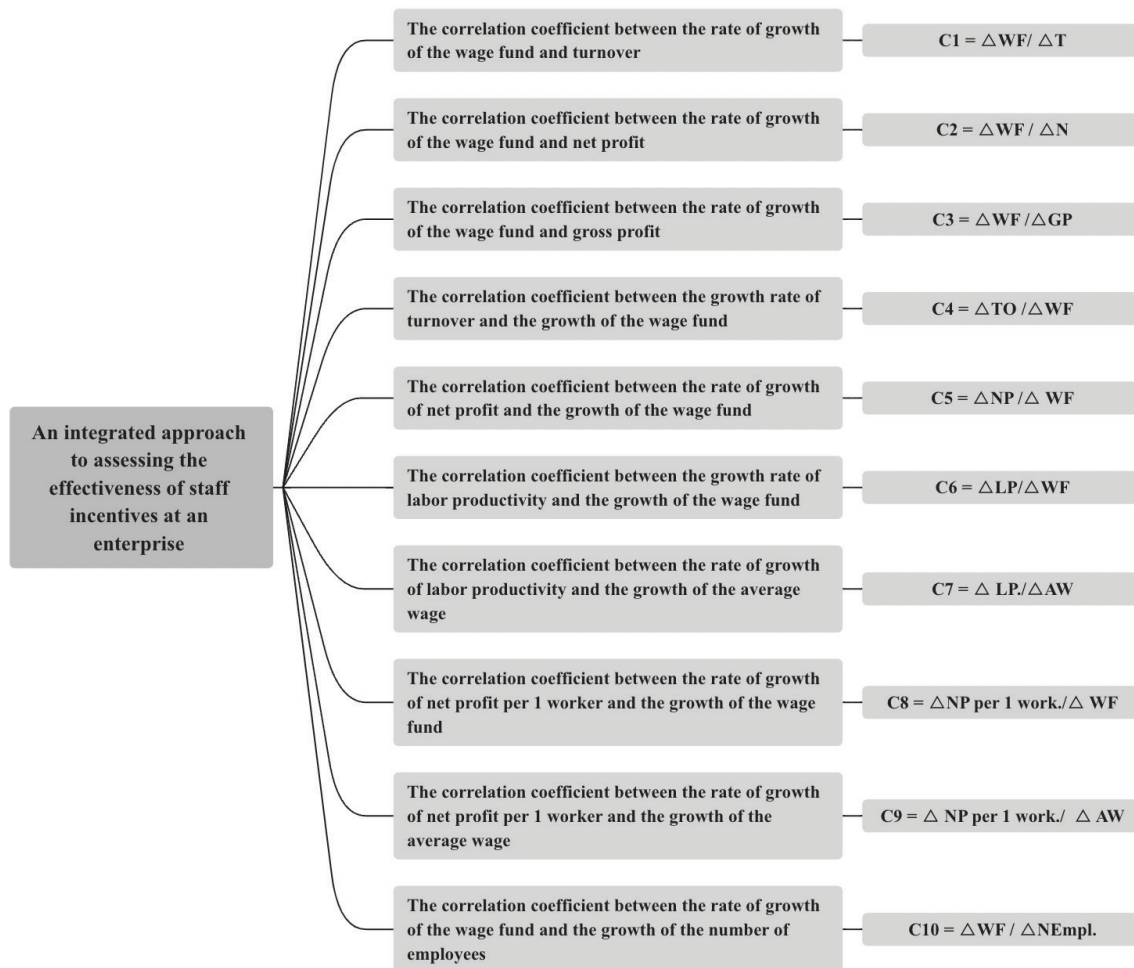 An integrated approach
to assessing the
effectiveness of staff
incentives at an
enterprise
The correlation coefficient between the rate of growth
of the wage fund and turnover
C1 = △WF/ △T
The correlation coefficient between the rate of growth
of the wage fund and net profit
C2 = △WF / △N
The correlation coefficient between the rate of growth
of the wage fund and gross profit
C3 = △WF /△GP
The correlation coefficient between the growth rate of
turnover and the growth of the wage fund
C4 = △TO /△WF
The correlation coefficient between the rate of growth
of net profit and the growth of the wage fund
C5 = △NP /△ WF
The correlation coefficient between the growth rate of
labor productivity and the growth of the wage fund
C6 = △LP/△WF
The correlation coefficient between the rate of growth
of labor productivity and the growth of the average
wage
C7 = △ LP./△AW
The correlation coefficient between the rate of growth
of net profit per 1 worker and the growth of the wage
fund
C8 = △NP per 1 work./△ WF
The correlation coefficient between the rate of growth
of net profit per 1 worker and the growth of the
average wage
C9 = △ NP per 1 work./ △ AW
The correlation coefficient between the rate of growth
of the wage fund and the growth of the number of
employees
C10 = △WF / △NEmpl.